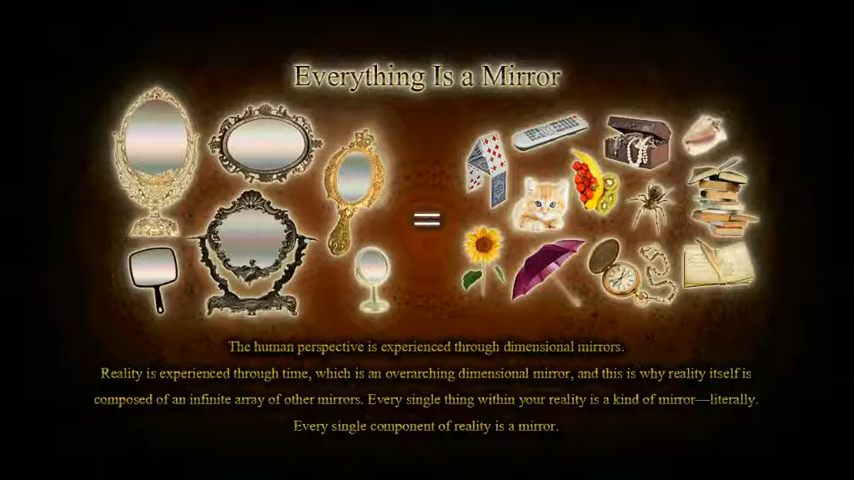 Everything Is a Mirror
=
The human perspective is experienced through dimensional mirrors.
Reality is experienced through time, which is an overarching dimensional mirror, and this is why reality itself is
composed of an infinite array of other mirrors. Every single thing within your reality is a kind of mirror—literally.
Every single component of reality is a mirror.